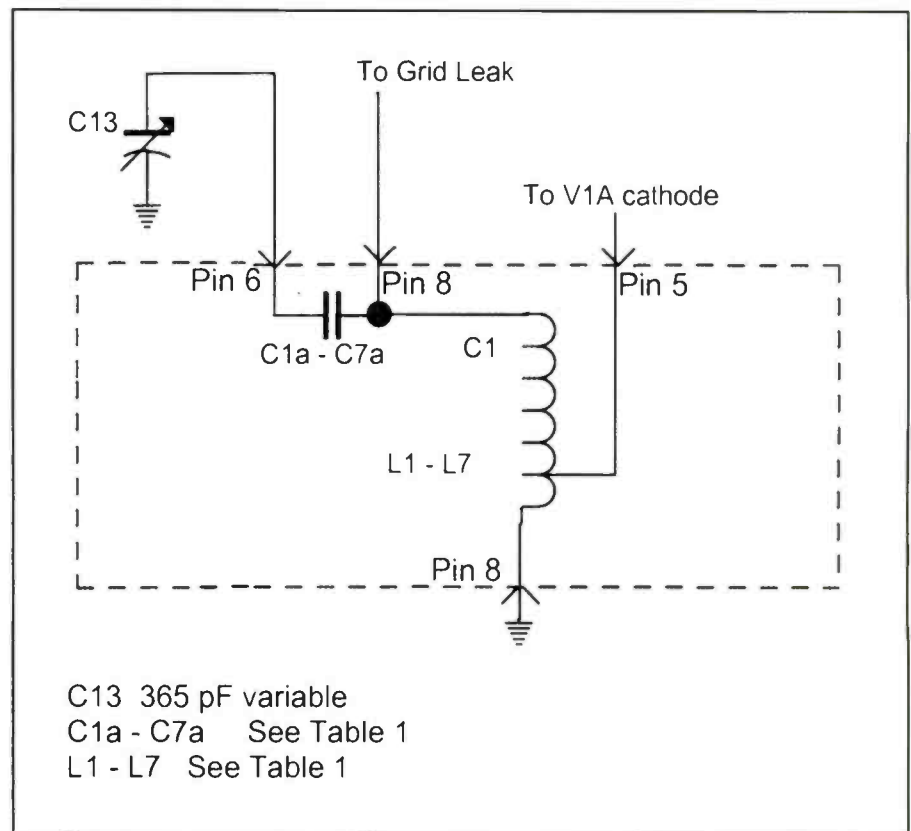 To Grid Leak
C13
To V1A cathode
Pin 6
Pin 8
Pin 5
C1a - C7a
C1
L1 - L7
Pin 8
C13 365 pF variable
C1a - C7a See Table 1
L1 - L7 See Table 1